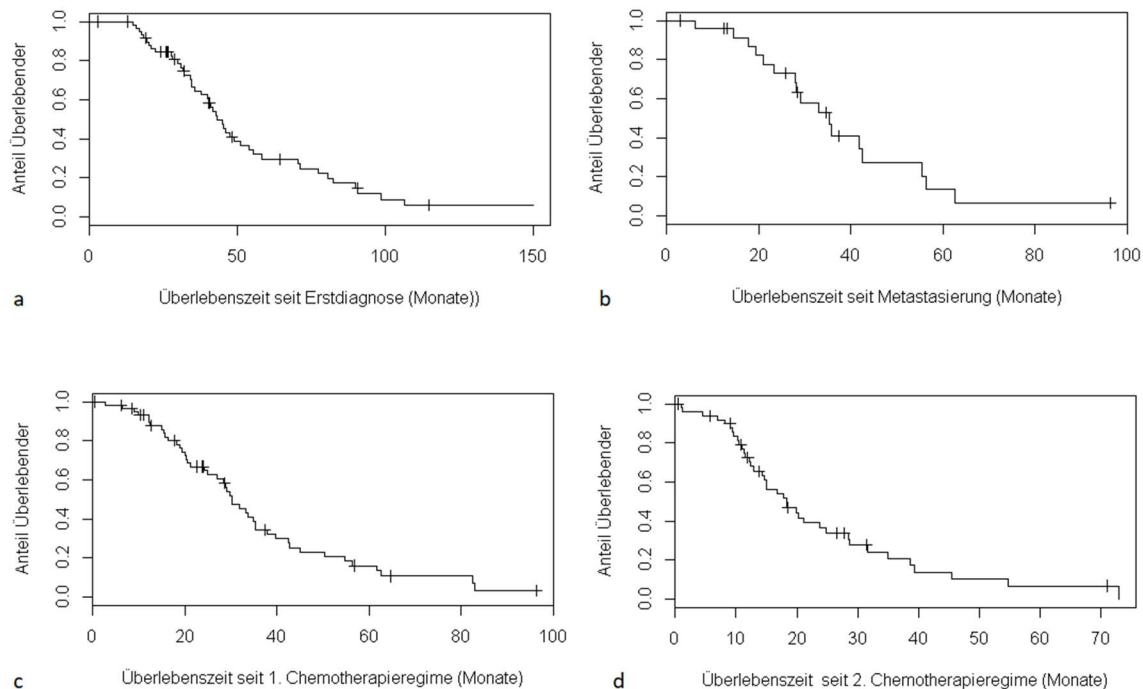 Anteil Überlebender
1.0
0.8
0.6
0.4
0.2
0.0
0 50 100 150
a Überlebenszeit seit Erstdiagnose (Monate))
Anteil Überlebender
1.0
0.8
0.6
0.4
0.2
0.0
0 20 40 60 80 100
b Überlebenszeit seit Metastasierung (Monate)
Anteil Überlebender
1.0
0.8
0.6
0.4
0.2
0.0
0 20 40 60 80 100
c Überlebenszeit seit 1. Chemotherapieregime (Monate)
Anteil Überlebender
1.0
0.8
0.6
0.4
0.2
0.0
0 10 20 30 40 50 60 70
d Überlebenszeit seit 2. Chemotherapieregime (Monate)